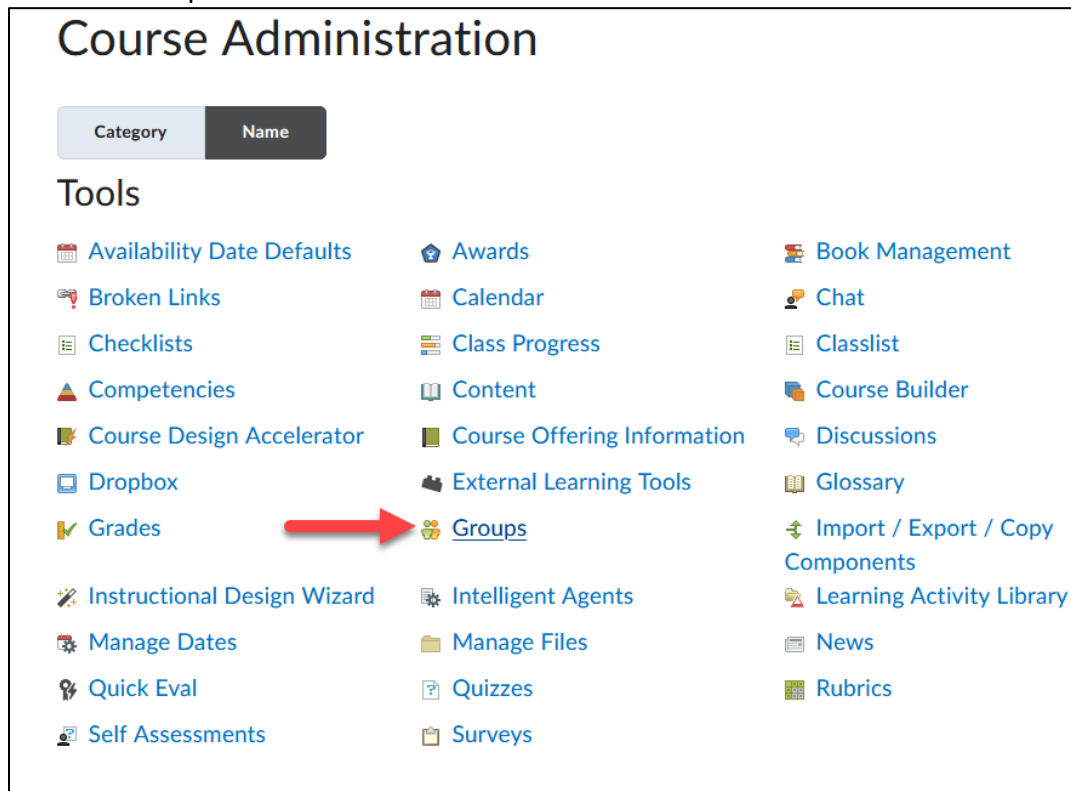 Course Administration
Category Name
Tools
Availability Date Defaults Awards Book Management
Broken Links Calendar Chat
Checklists Class Progress Classlist
Competencies Content Course Builder
Course Design Accelerator Course Offering Information Discussions
Dropbox External Learning Tools Glossary
Grades Groups Import / Export / Copy
Components
Instructional Design Wizard Intelligent Agents Learning Activity Library
Manage Dates Manage Files News
Quick Eval Quizzes Rubrics
Self Assessments Surveys